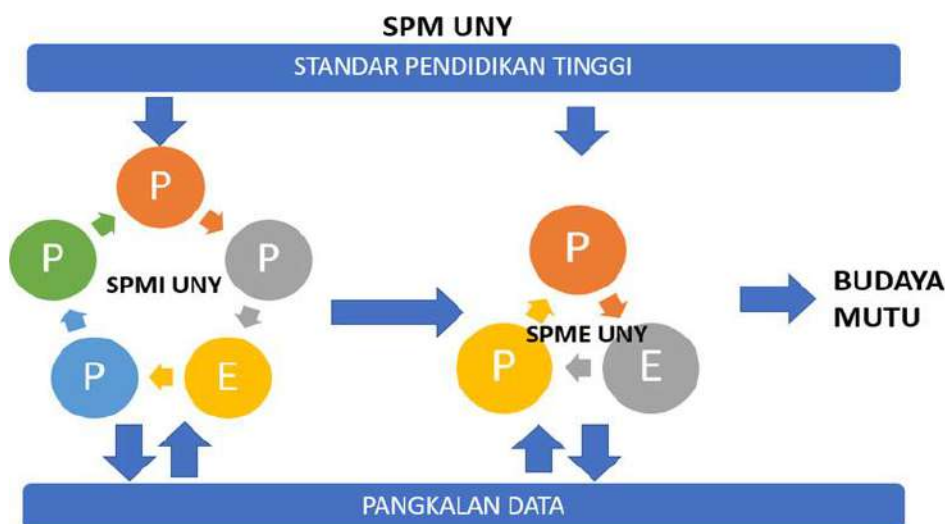 SPM UNY
STANDAR PENDIDIKAN TINGGI
P
P
P
SPMI UNY
P
E
P
SPME UNY
P
E
BUDAYA
MUTU
PANGKALAN DATA